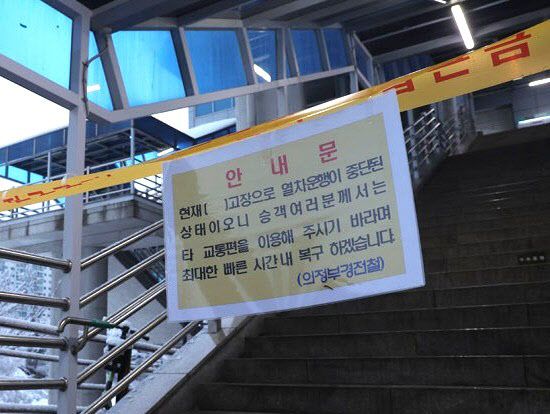 안 내 문
현재 [      ]고장으로 열차운행이 중단된
상태이오니 승객여러분께서는
타 교통편을 이용해 주시기 바라며
최대한 빠른 시간내 복구 하겠습니다.
(의정부경전철)